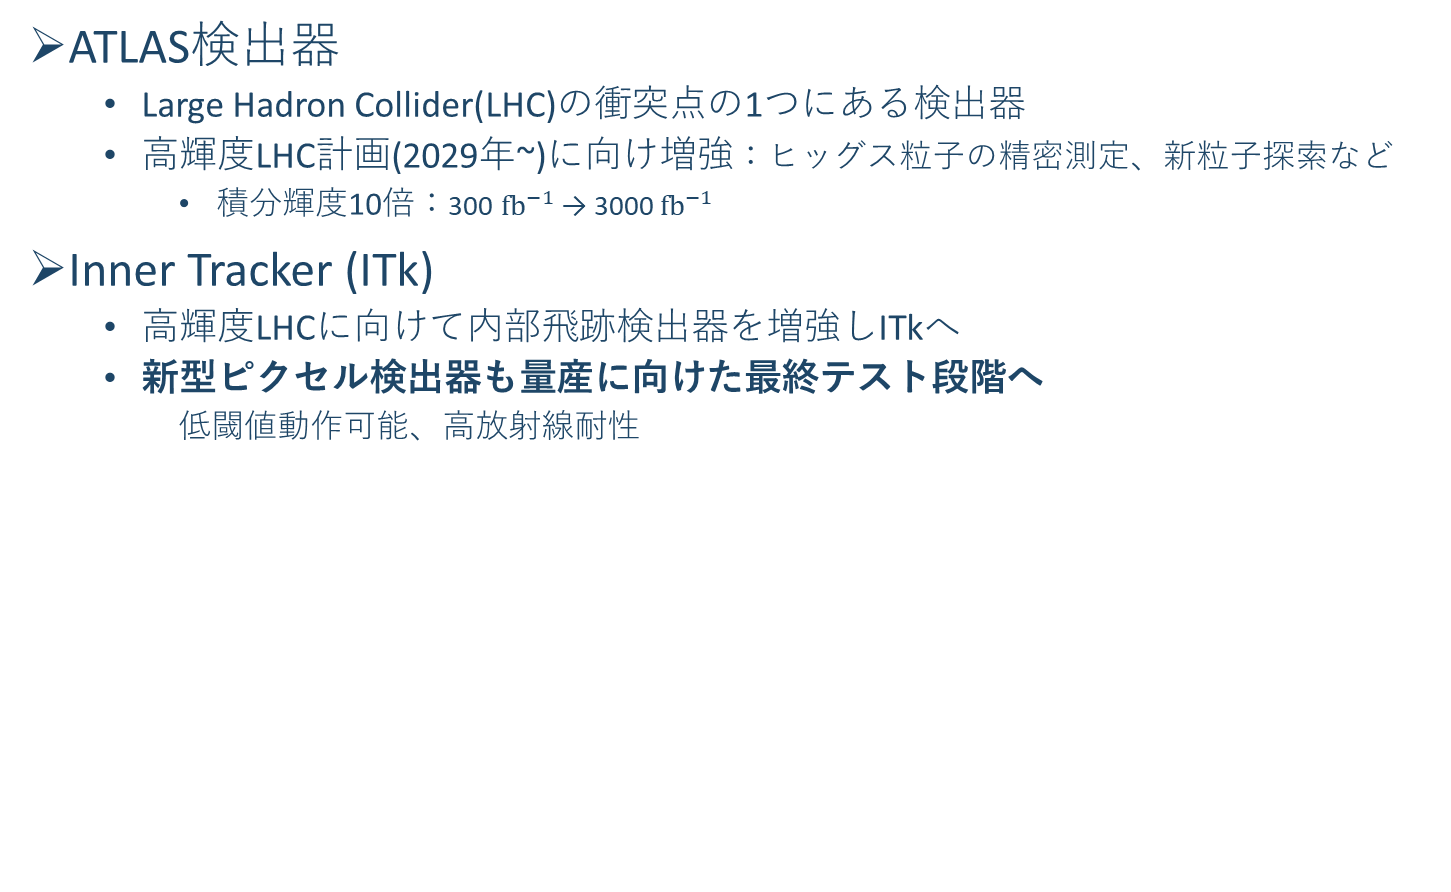 ➢ATLAS検出器
• Large Hadron Collider(LHC)の衝突点の1つにある検出器
• 高輝度LHC計画(2029年~)に向け増強：ヒッグス粒子の精密測定、新粒子探索など
• 積分輝度10倍：300 fb⁻¹ → 3000 fb⁻¹
➢Inner Tracker (ITk)
• 高輝度LHCに向けて内部飛跡検出器を増強しITkへ
• 新型ピクセル検出器も量産に向けた最終テスト段階へ
低閾値動作可能、高放射線耐性